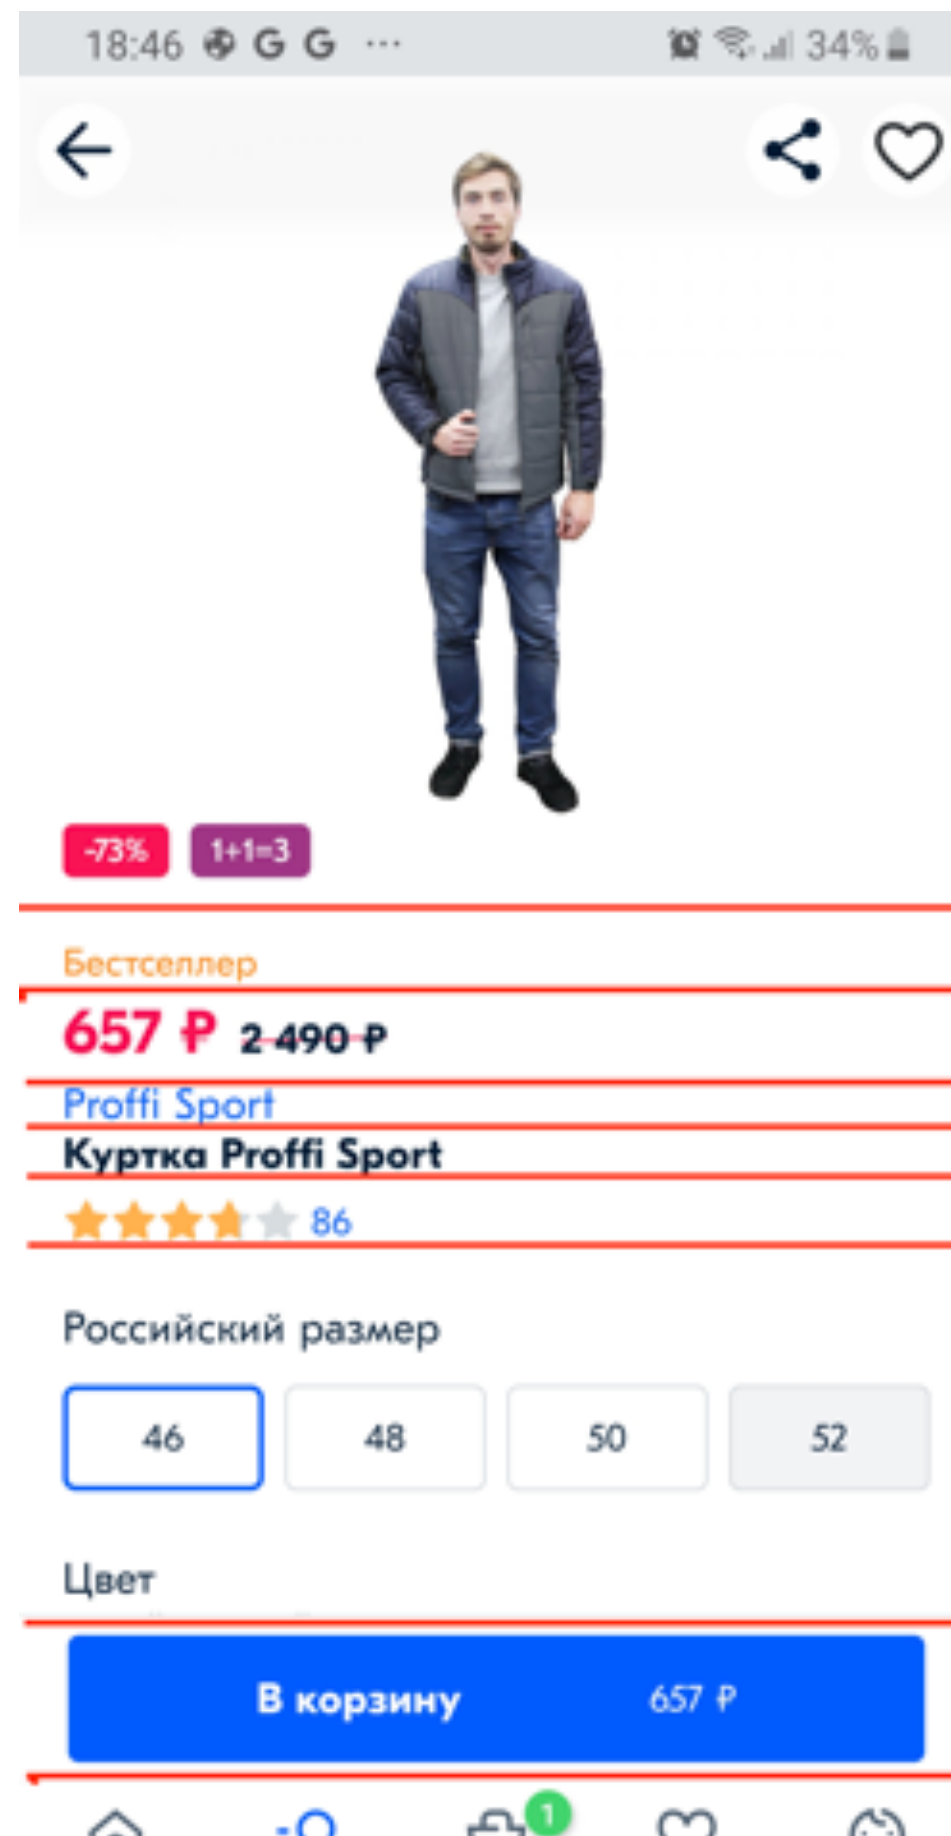 18:46 G G ... 34%
-73% 1+1=3
Бестселлер
657 ₽ 2 490 ₽
Proffi Sport
Куртка Proffi Sport
86
Российский размер
46 48 50 52
Цвет
В корзину 657 ₽
1